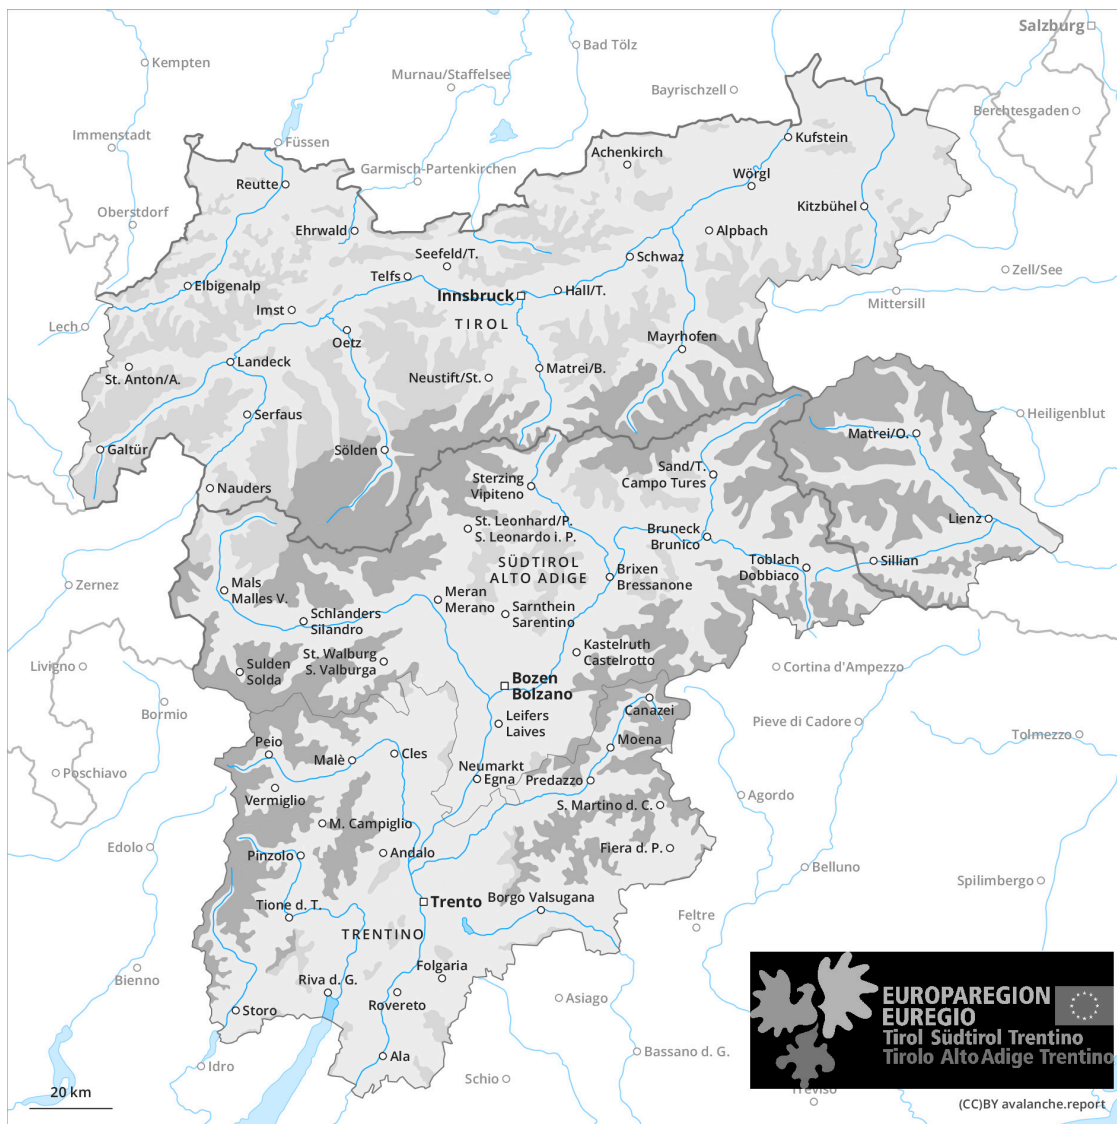 Salzburg
Bad Tölz
Kempten
Murnau/Staffelsee
Bayrischzell
Berchtesgaden
Immenstadt
Füssen
Kufstein
Achenkirch
Garmisch-Partenkirchen
Wörgl
Reutte
Kitzbühel
Oberstdorf
Ehrwald
Alpbach
Seefeld/T.
Schwaz
Zell/See
Telfs
Elbigenalp
Hall/T.
Innsbruck
Mittersill
Imst
TIROL
Lech
Oetz
Mayrhofen
Landeck
Matrei/B.
St. Anton/A.
Neustift/St.
Serfaus
Heiligenblut
Matrei/O.
Galtür
Sölden
Sand/T.
Campo Tures
Sterzing
Vipiteno
Nauders
Lienz
St. Leonhard/P.
S. Leonardo i. P.
Bruneck
Brunico
SÜDTIROL
ALTO ADIGE
Toblach
Dobbiaco
Sillian
Brixen
Bressanone
Zernez
Mals
Malles V.
Meran
Merano
Sarnthein
Sarentino
Schlanders
Silandro
Kastelruth
Castelrotto
St. Walburg
S. Valburga
Livigno
Sulden
Solda
Cortina d'Ampezzo
Bozen
Bolzano
Canazei
Bormio
Leifers
Laives
Pieve di Cadore
Tolmezzo
Moena
Peio
Malè
Cles
Neumarkt
Egna
Predazzo
Poschiavo
Vermiglio
Agordo
S. Martino d. C.
M. Campiglio
Edolo
Pinzolo
Andalo
Fiera d. P.
Belluno
Spilimbergo
Borgo Valsugana
Trento
Tione d. T.
Feltre
TRENTINO
Folgaria
Bienno
Riva d. G.
Rovereto
Asiago
Storo
EUROPAREGION
EUREGIO
Tirol Südtirol Trentino
Tirolo Alto Adige Trentino
Ala
Bassano d. G.
Idro
Schio
Treviso
20 km
(CC)BY avalanche.report